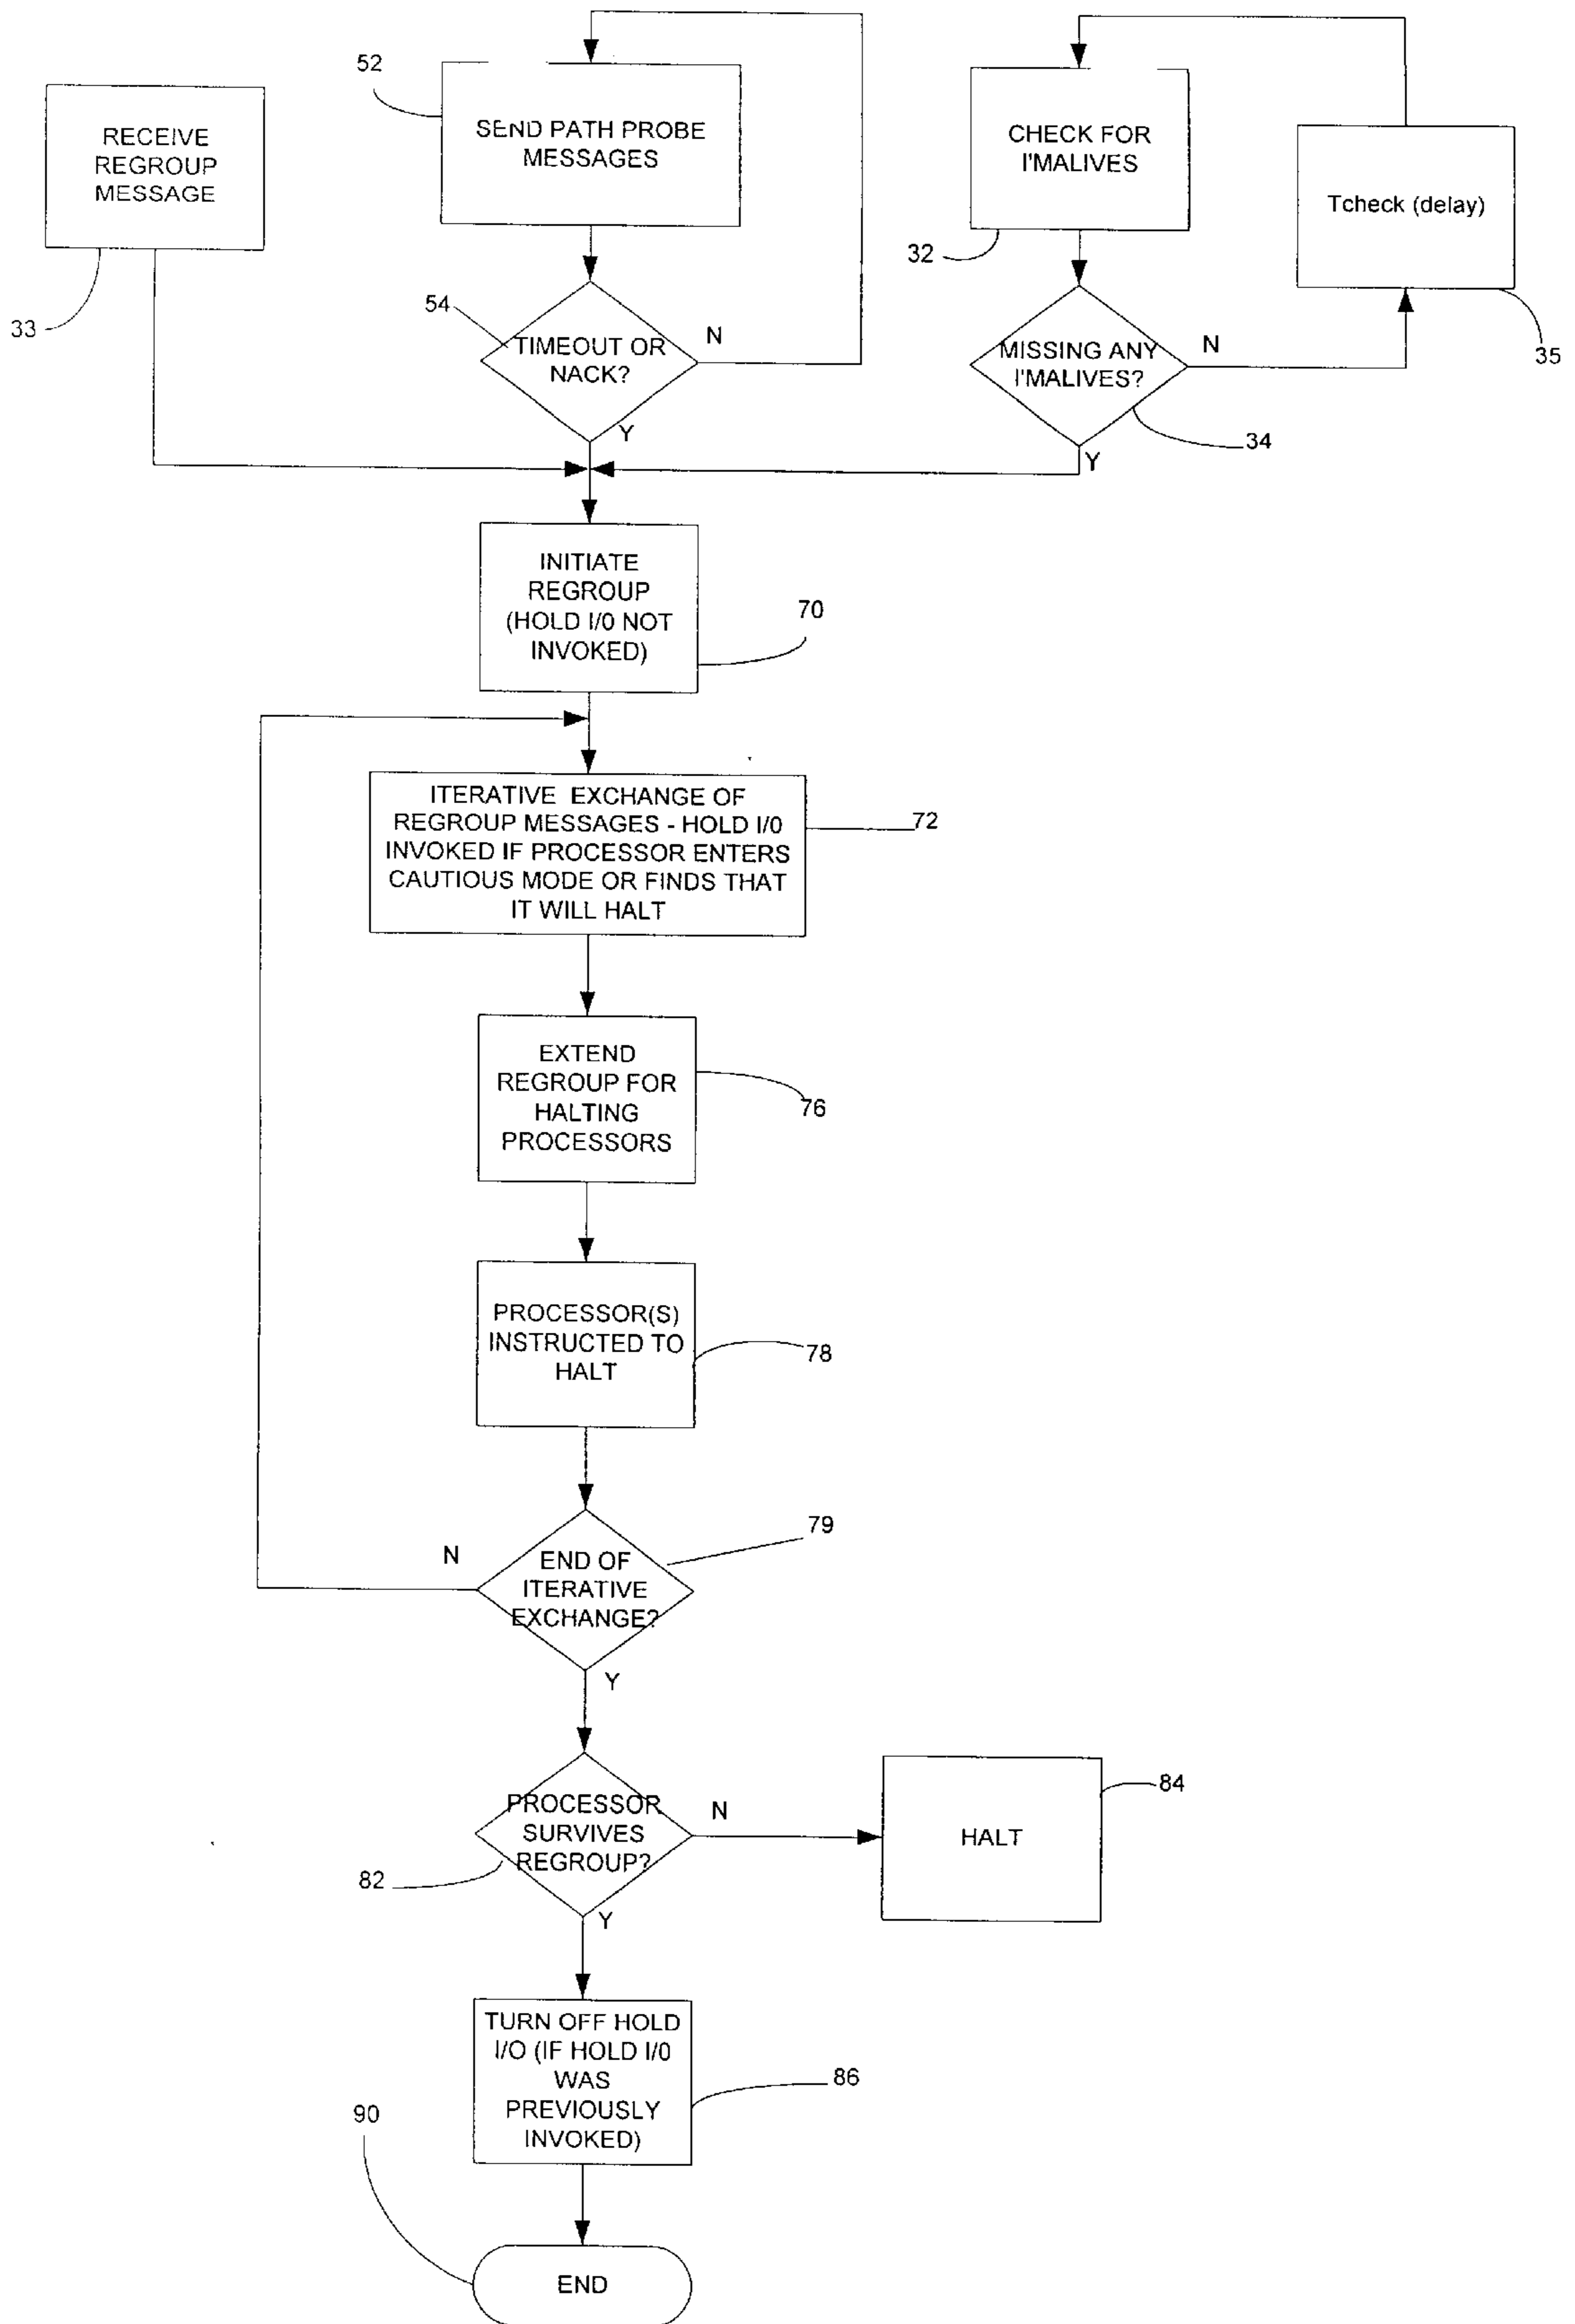 52
RECEIVE
REGROUP
MESSAGE
33
SEND PATH PROBE
MESSAGES
54
TIMEOUT OR
NACK?
N
Y
CHECK FOR
I'MALIVES
32
MISSING ANY
I'MALIVES?
N
34
Y
Tcheck (delay)
35
INITIATE
REGROUP
(HOLD I/0 NOT
INVOKED)
70
ITERATIVE EXCHANGE OF
REGROUP MESSAGES - HOLD I/0
INVOKED IF PROCESSOR ENTERS
CAUTIOUS MODE OR FINDS THAT
IT WILL HALT
72
EXTEND
REGROUP FOR
HALTING
PROCESSORS
76
PROCESSOR(S)
INSTRUCTED TO
HALT
78
79
N
END OF
ITERATIVE
EXCHANGE?
Y
PROCESSOR
SURVIVES
REGROUP?
N
82
Y
84
HALT
TURN OFF HOLD
I/O (IF HOLD I/0
WAS
PREVIOUSLY
INVOKED)
86
90
END